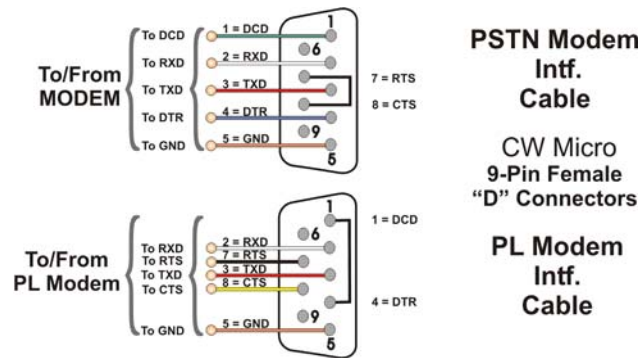 To/From
MODEM
To DCD
To RXD
To TXD
To DTR
To GND
1 = DCD
2 = RXD
3 = TXD
4 = DTR
5 = GND
1
6
9
5
7 = RTS
8 = CTS
PSTN Modem
Intf.
Cable
CW Micro
9-Pin Female
“D” Connectors
To/From
PL Modem
To RXD
To RTS
To TXD
To CTS
To GND
2 = RXD
7 = RTS
3 = TXD
8 = CTS
5 = GND
1
6
9
5
1 = DCD
4 = DTR
PL Modem
Intf.
Cable